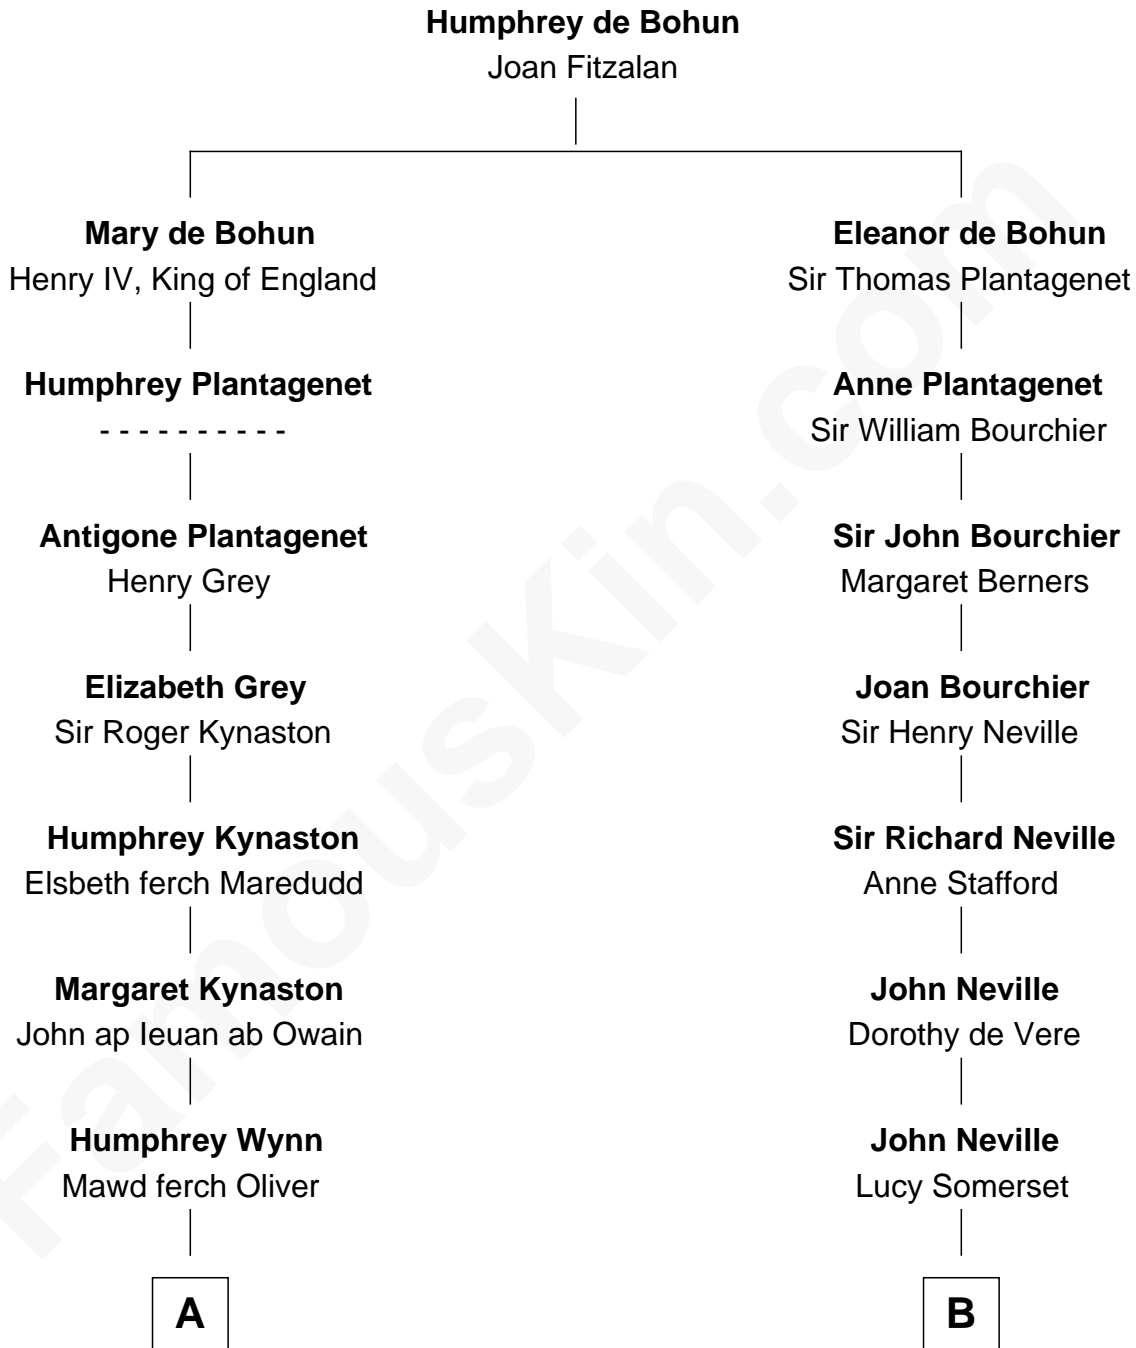 Humphrey de Bohun
Joan Fitzalan
Mary de Bohun
Henry IV, King of England
Eleanor de Bohun
Sir Thomas Plantagenet
Humphrey Plantagenet
- - - - - - - - - -
Anne Plantagenet
Sir William Bourchier
Antigone Plantagenet
Henry Grey
Sir John Bourchier
Margaret Berners
Elizabeth Grey
Sir Roger Kynaston
Joan Bourchier
Sir Henry Neville
Humphrey Kynaston
Elsbeth ferch Maredudd
Sir Richard Neville
Anne Stafford
Margaret Kynaston
John ap Ieuan ab Owain
John Neville
Dorothy de Vere
Humphrey Wynn
Mawd ferch Oliver
John Neville
Lucy Somerset
A
B
FamousKin.com